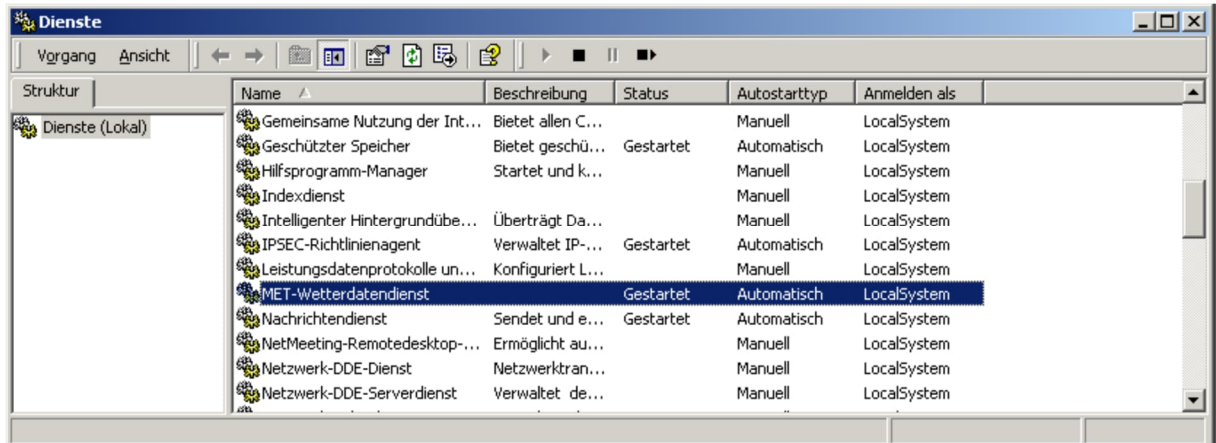 Dienste
Vorgang Ansicht
Struktur
Name Beschreibung Status Autostarttyp Anmelden als
Dienste (Lokal)
Gemeinsame Nutzung der Int... Bietet allen C... Manuell LocalSystem
Geschützter Speicher Bietet geschü... Gestartet Automatisch LocalSystem
Hilfsprogramm-Manager Startet und k... Manuell LocalSystem
Indexdienst Manuell LocalSystem
Intelligenter Hintergrundübe... Überträgt Da... Manuell LocalSystem
IPSEC-Richtlinienagent Verwaltet IP-... Gestartet Automatisch LocalSystem
Leistungsdatenprotokolle un... Konfiguriert L... Manuell LocalSystem
MET-Wetterdatendienst Gestartet Automatisch LocalSystem
Nachrichtendienst Sendet und e... Gestartet Automatisch LocalSystem
NetMeeting-Remotedesktop-... Ermöglicht au... Manuell LocalSystem
Netzwerk-DDE-Dienst Netzwerktran... Manuell LocalSystem
Netzwerk-DDE-Serverdienst Verwaltet de... Manuell LocalSystem